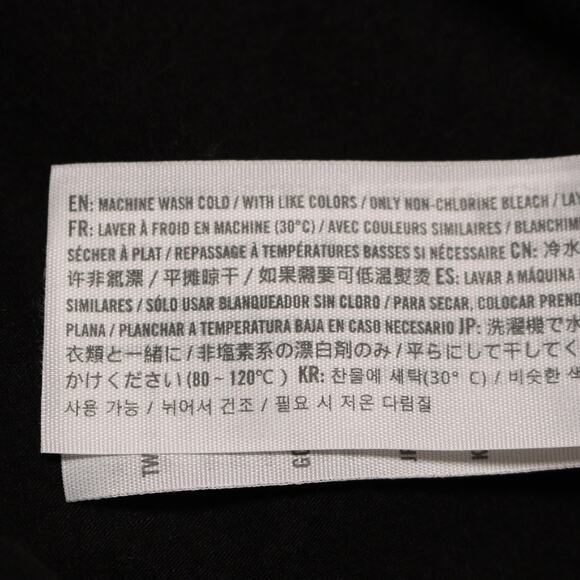 EN: MACHINE WASH COLD / WITH LIKE COLORS / ONLY NON-CHLORINE BLEACH / LAY
FR: LAVER À FROID EN MACHINE (30°C) / AVEC COULEURS SIMILAIRES / BLANCHIM
SÉCHER À PLAT / REPASSAGE À TEMPÉRATURES BASSES SI NÉCESSAIRE CN: 冷水
许非氯漂 / 平摊晾干 / 如果需要可低温熨烫 ES: LAVAR A MÁQUINA
SIMILARES / SÓLO USAR BLANQUEADOR SIN CLORO / PARA SECAR, COLOCAR PREND
PLANA / PLANCHAR A TEMPERATURA BAJA EN CASO NECESARIO JP: 洗濯機で水
衣類と一緒に / 非塩素系の漂白剤のみ / 平らにして干してく
かけください (80 ~ 120°C ) KR: 찬물에 세탁(30° C) / 비슷한 색
사용 가능 / 뉘어서 건조 / 필요 시 저온 다림질
TW